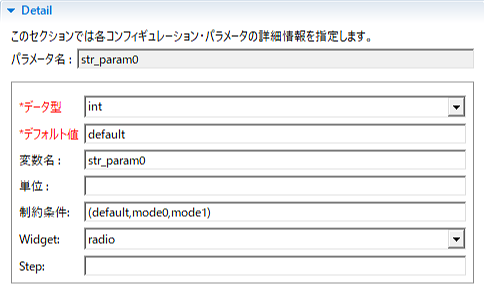 Detail
このセクションでは各コンフィギュレーション・パラメータの詳細情報を指定します。
パラメータ名 : str_param0
*データ型 int
*デフォルト値 default
変数名 : str_param0
単位 :
制約条件: (default,mode0,mode1)
Widget: radio
Step: